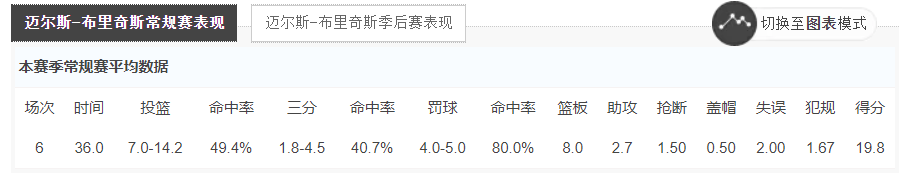 迈尔斯-布里奇斯常规赛表现 迈尔斯-布里奇斯季后赛表现 切换至图表模式
本赛季常规赛平均数据
场次 时间 投篮 命中率 三分 命中率 罚球 命中率 篮板 助攻 抢断 盖帽 失误 犯规 得分
6 36.0 7.0-14.2 49.4% 1.8-4.5 40.7% 4.0-5.0 80.0% 8.0 2.7 1.50 0.50 2.00 1.67 19.8